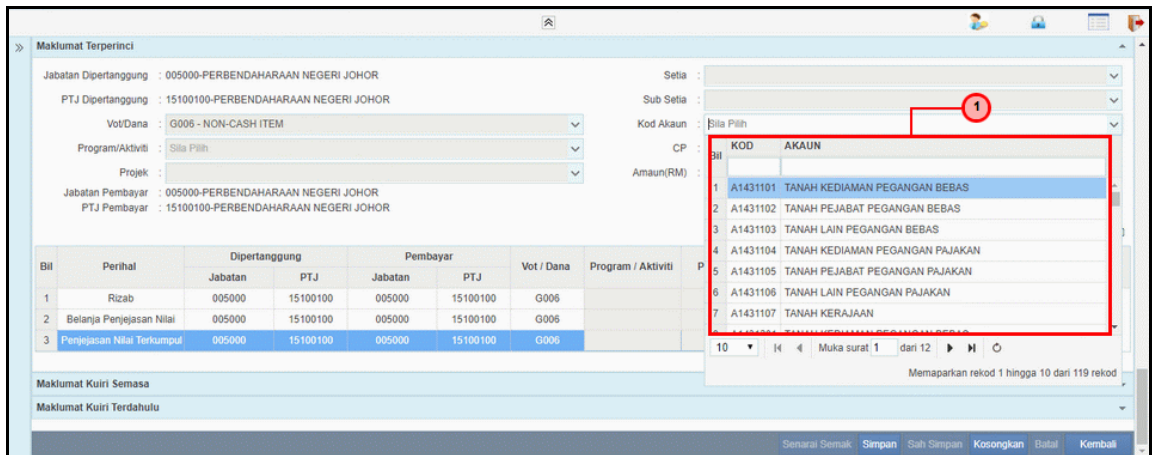 Maklumat Terperinci
Jabatan Dipertanggung : 005000-PERBENDAHARAAN NEGERI JOHOR
Setia :
PTJ Dipertanggung : 15100100-PERBENDAHARAAN NEGERI JOHOR
Sub Setia :
1
Vot/Dana : G006 - NON-CASH ITEM
Kod Akaun : Sila Pilih
Program/Aktiviti : Sila Pilih
CP :
Projek :
Amaun(RM) :
Jabatan Pembayar : 005000-PERBENDAHARAAN NEGERI JOHOR
PTJ Pembayar : 15100100-PERBENDAHARAAN NEGERI JOHOR
Bil KOD AKAUN
1 A1431101 TANAH KEDIAMAN PEGANGAN BEBAS
2 A1431102 TANAH PEJABAT PEGANGAN BEBAS
3 A1431103 TANAH LAIN PEGANGAN BEBAS
4 A1431104 TANAH KEDIAMAN PEGANGAN PAJAKAN
5 A1431105 TANAH PEJABAT PEGANGAN PAJAKAN
6 A1431106 TANAH LAIN PEGANGAN PAJAKAN
7 A1431107 TANAH KERAJAAN
10 Muka surat 1 dari 12
Memaparkan rekod 1 hingga 10 dari 119 rekod
Bil Perihal Dipertanggung Pembayar Vot / Dana Program / Aktiviti P
Jabatan PTJ Jabatan PTJ
1 Rizab 005000 15100100 005000 15100100 G006
2 Belanja Penjejasan Nilai 005000 15100100 005000 15100100 G006
3 Penjejasan Nilai Terkumpul 005000 15100100 005000 15100100 G006
Maklumat Kuiri Semasa
Maklumat Kuiri Terdahulu
Senarai Semak Simpan Sah Simpan Kosongkan Batal Kembali